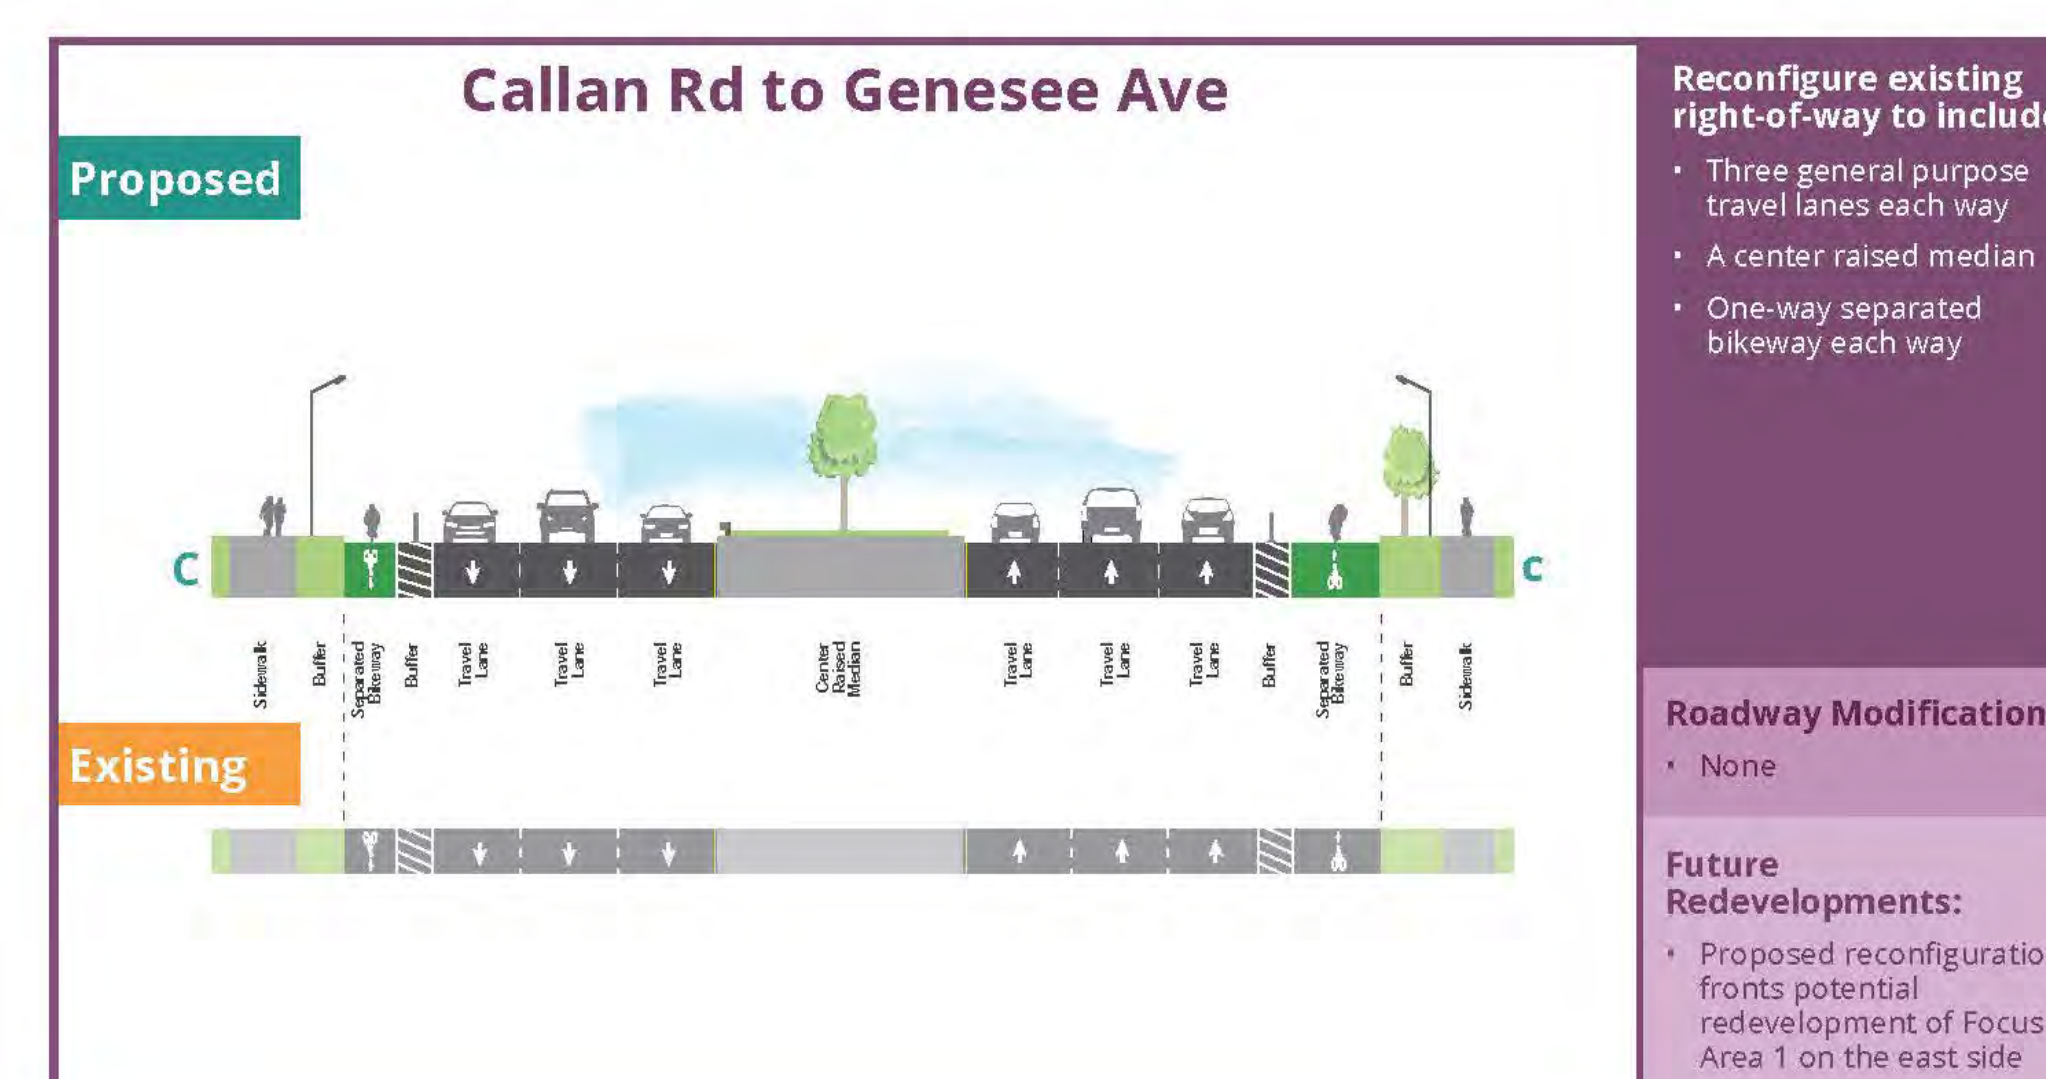 Callan Rd to Genesee Ave
Proposed
C
C
Sidewalk
Buffer
Separated
Bikeway
Buffer
Travel
Lane
Travel
Lane
Travel
Lane
Center
Raised
Median
Travel
Lane
Travel
Lane
Travel
Lane
Buffer
Separated
Bikeway
Buffer
Sidewalk
Existing
Reconfigure existing
right-of-way to include
• Three general purpose
travel lanes each way
• A center raised median
• One-way separated
bikeway each way
Roadway Modification
• None
Future
Redevelopments:
• Proposed reconfiguratio
fronts potential
redevelopment of Focus
Area 1 on the east side